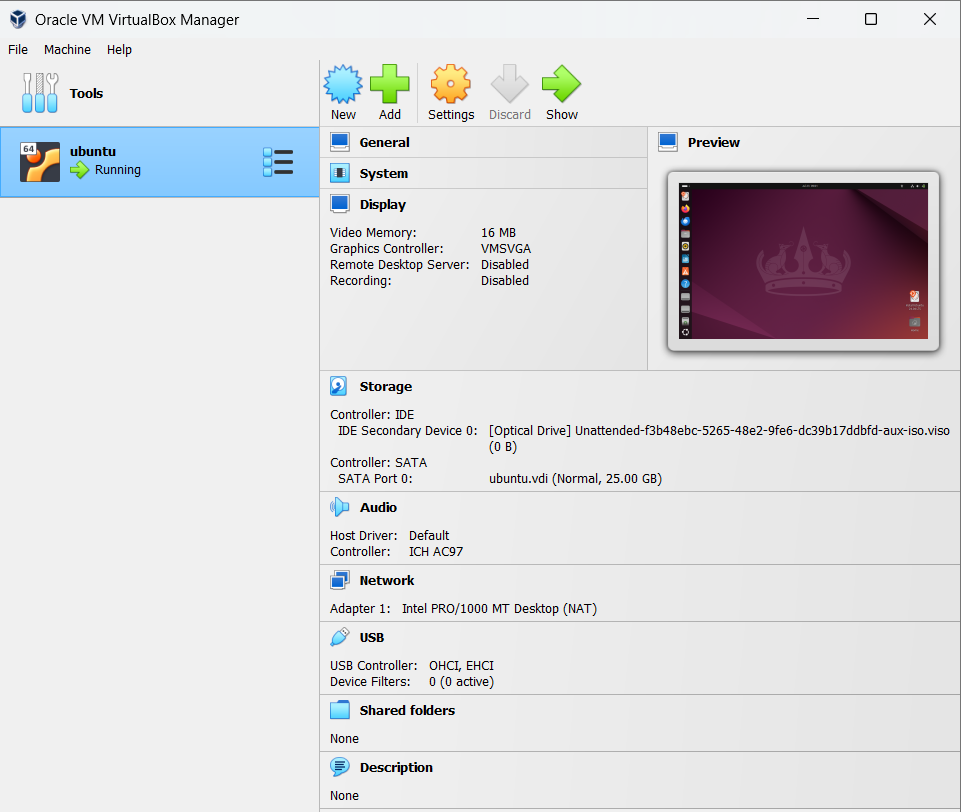 Oracle VM VirtualBox Manager
File Machine Help
Tools
New Add Settings Discard Show
64
ubuntu
Running
General
System
Display
Video Memory: 16 MB
Graphics Controller: VMSVGA
Remote Desktop Server: Disabled
Recording: Disabled
Preview
Storage
Controller: IDE
IDE Secondary Device 0: [Optical Drive] Unattended-f3b48ebc-5265-48e2-9fe6-dc39b17ddbfd-aux-iso.viso
(0 B)
Controller: SATA
SATA Port 0: ubuntu.vdi (Normal, 25.00 GB)
Audio
Host Driver: Default
Controller: ICH AC97
Network
Adapter 1: Intel PRO/1000 MT Desktop (NAT)
USB
USB Controller: OHCI, EHCI
Device Filters: 0 (0 active)
Shared folders
None
Description
None